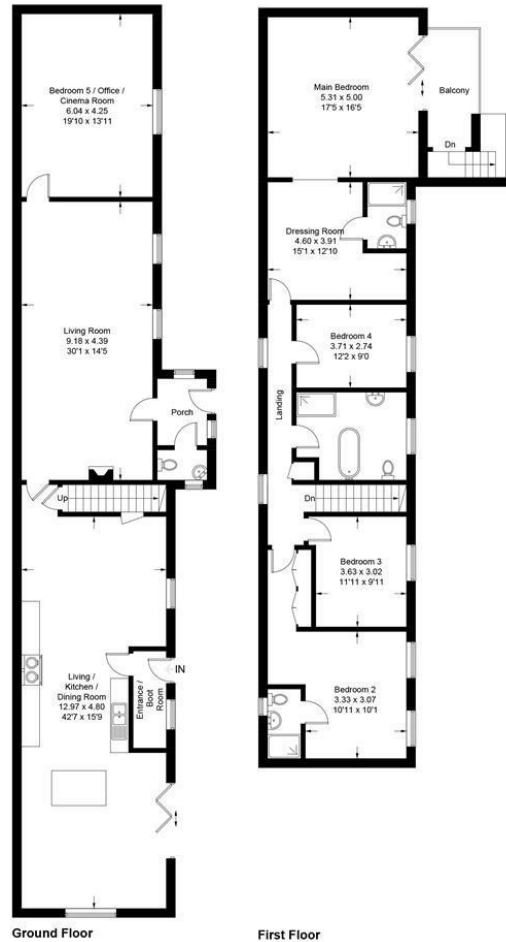 Bedroom 5 / Office /
Cinema Room
6.04 x 4.25
19'10 x 13'11
Living Room
9.18 x 4.39
30'1 x 14'5
Porch
Up
Living /
Kitchen /
Dining Room
12.97 x 4.80
42'7 x 15'9
Entrance /
Boot
Room
IN
Ground Floor
Main Bedroom
5.31 x 5.00
17'5 x 16'5
Balcony
Dn
Dressing Room
4.60 x 3.91
15'1 x 12'10
Bedroom 4
3.71 x 2.74
12'2 x 9'0
Landing
Dn
Bedroom 3
3.63 x 3.02
11'11 x 9'11
Bedroom 2
3.33 x 3.07
10'11 x 10'1
First Floor